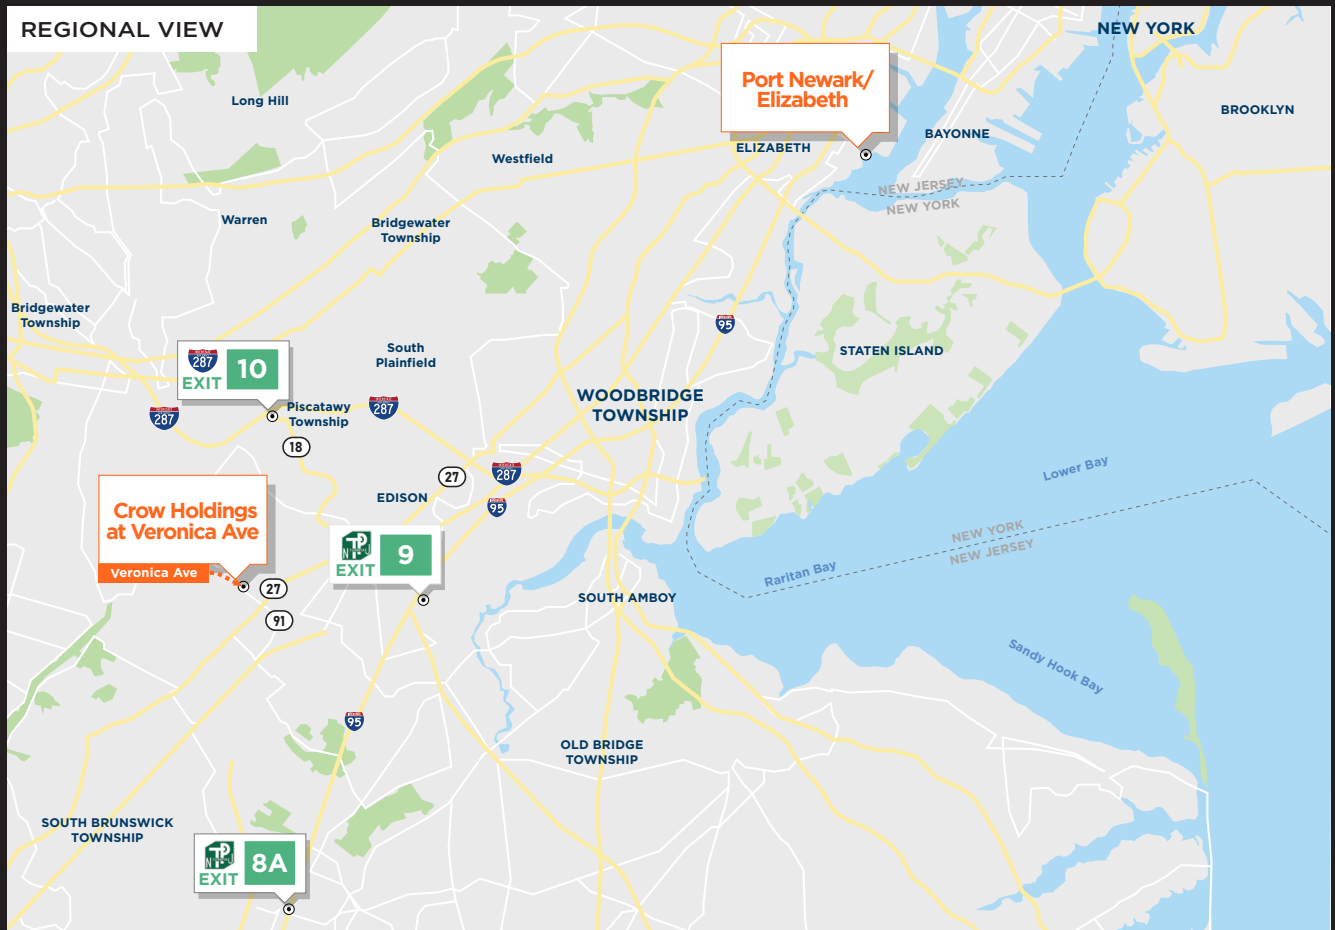 REGIONAL VIEW
NEW YORK
Long Hill
Port Newark/
Elizabeth
BROOKLYN
BAYONNE
ELIZABETH
Westfield
NEW JERSEY
NEW YORK
Warren
Bridgewater
Township
Bridgewater
Township
95
STATEN ISLAND
South
Plainfield
287
EXIT
10
WOODBRIDGE
TOWNSHIP
287
Piscatawy
Township
287
18
Lower Bay
27
287
EDISON
95
Crow Holdings
at Veronica Ave
Veronica Ave
NEW YORK
NEW JERSEY
TP
N J
EXIT
9
Raritan Bay
27
91
SOUTH AMBOY
Sandy Hook Bay
95
OLD BRIDGE
TOWNSHIP
SOUTH BRUNSWICK
TOWNSHIP
TP
N J
EXIT
8A